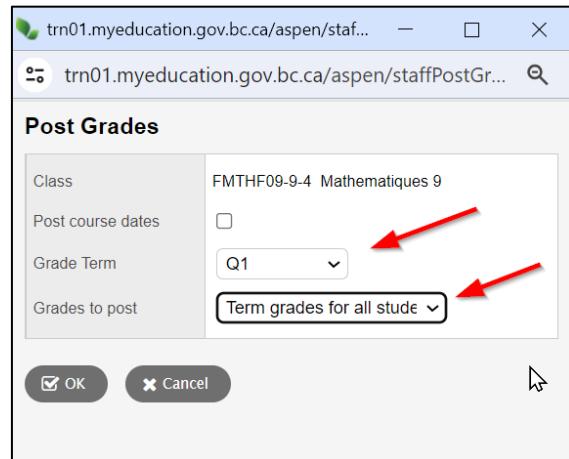 trn01.myeducation.gov.bc.ca/aspen/staf...
trn01.myeducation.gov.bc.ca/aspen/staffPostGr...
Post Grades
Class FMTHF09-9-4 Mathematiques 9
Post course dates
Grade Term Q1
Grades to post Term grades for all stude
OK Cancel